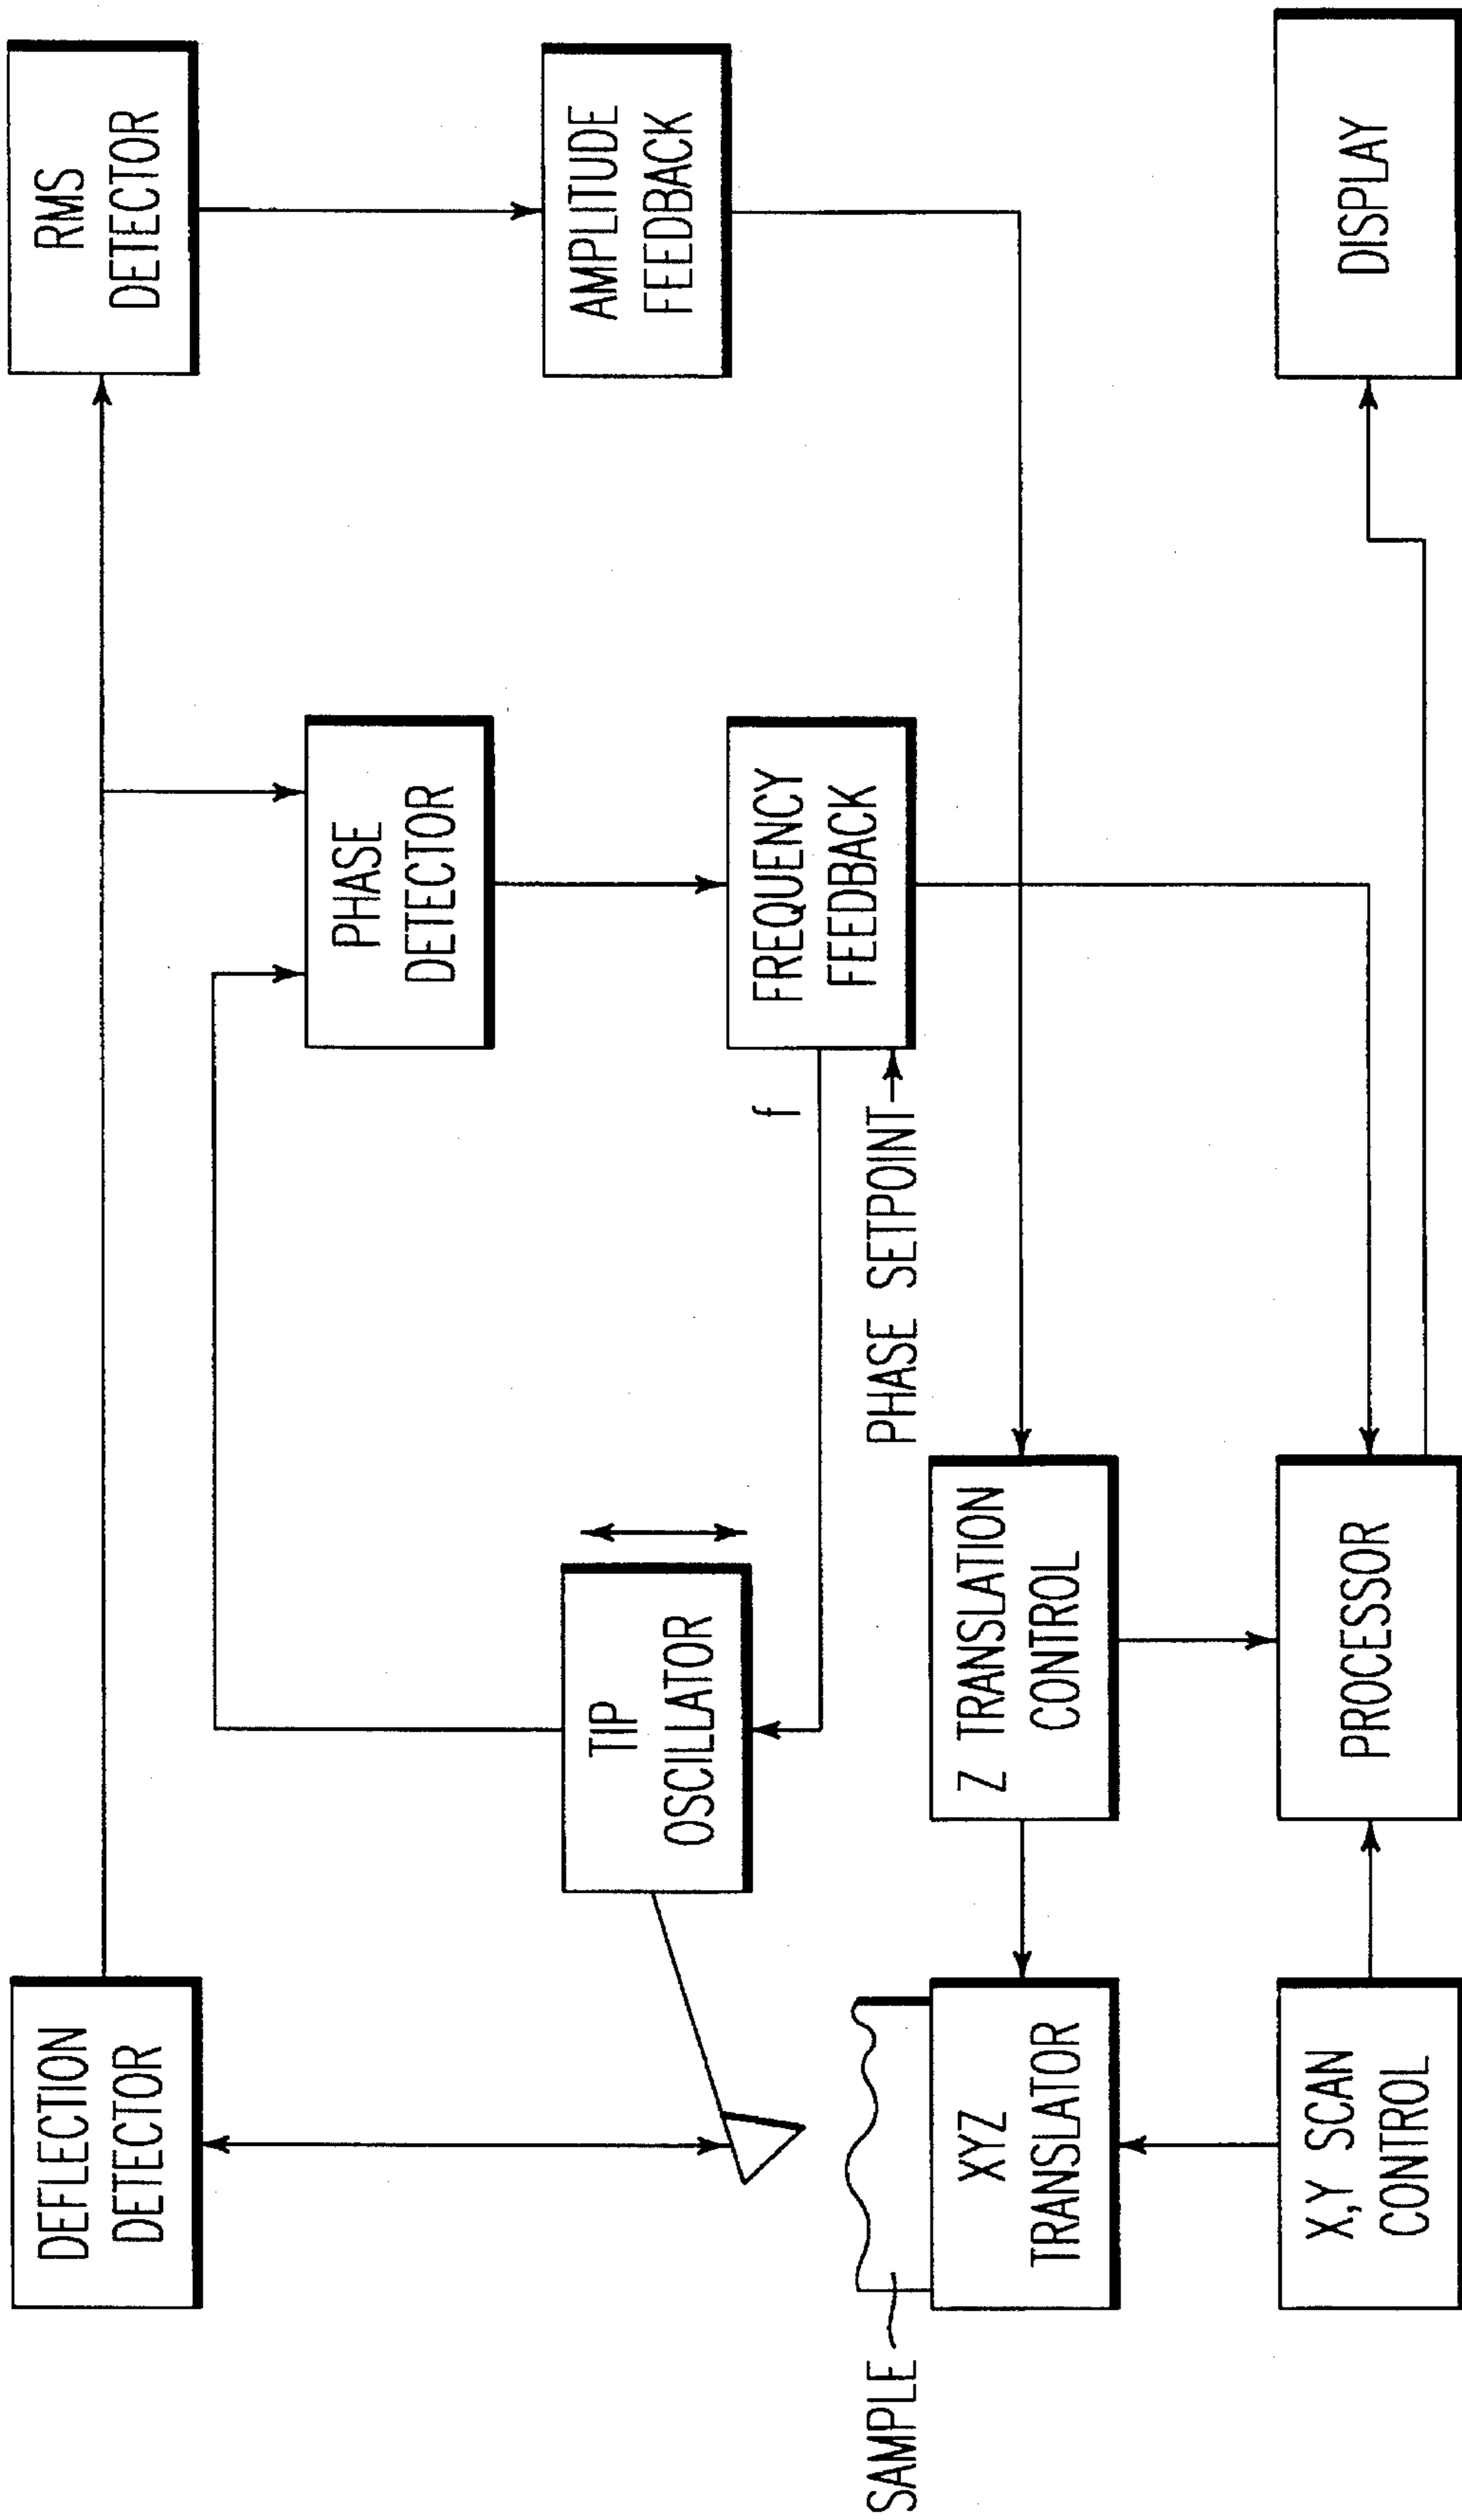 DEFLECTION
DETECTOR
RMS
DETECTOR
PHASE
DETECTOR
TIP
OSCILLATOR
AMPLITUDE
FEEDBACK
FREQUENCY
FEEDBACK
f
PHASE SETPOINT
SAMPLE
XYZ
TRANSLATOR
Z TRANSLATION
CONTROL
X,Y SCAN
CONTROL
PROCESSOR
DISPLAY